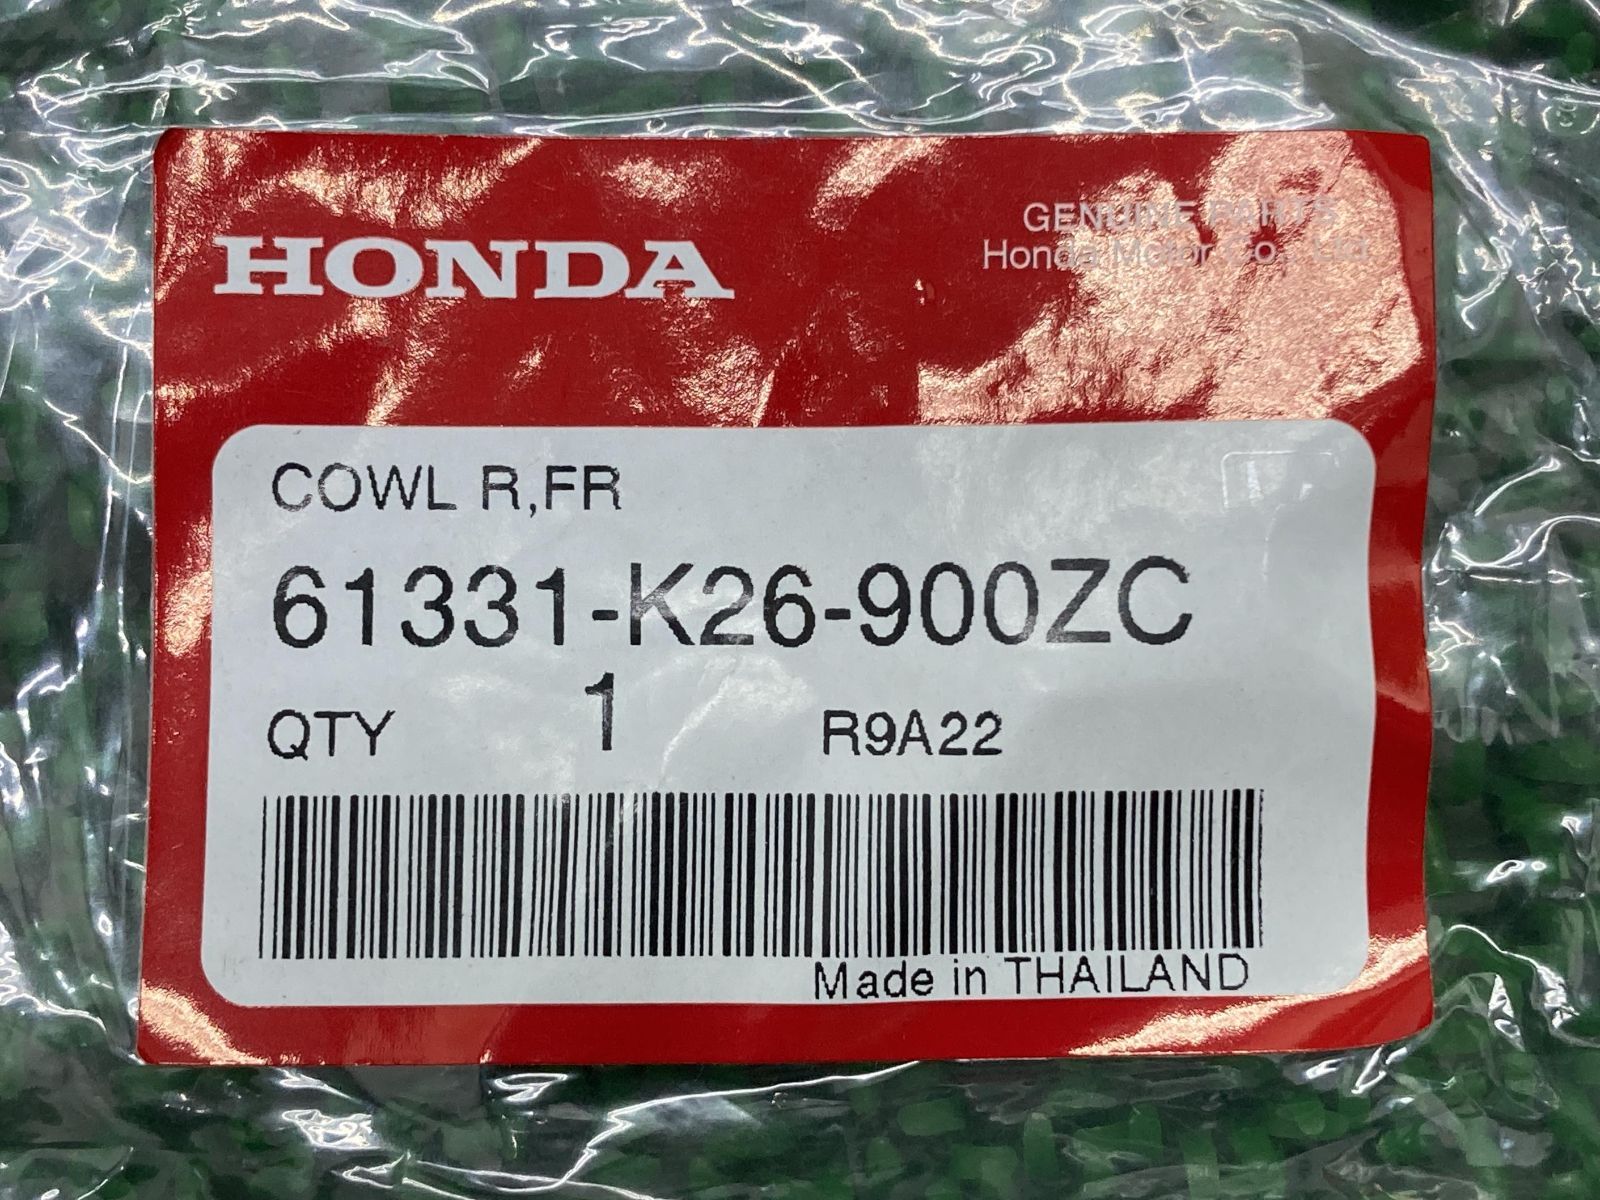 HONDA
GENUINE PARTS
Honda Motor Co., Ltd.
COWL R,FR
61331-K26-900ZC
QTY 1 R9A22
Made in THAILAND